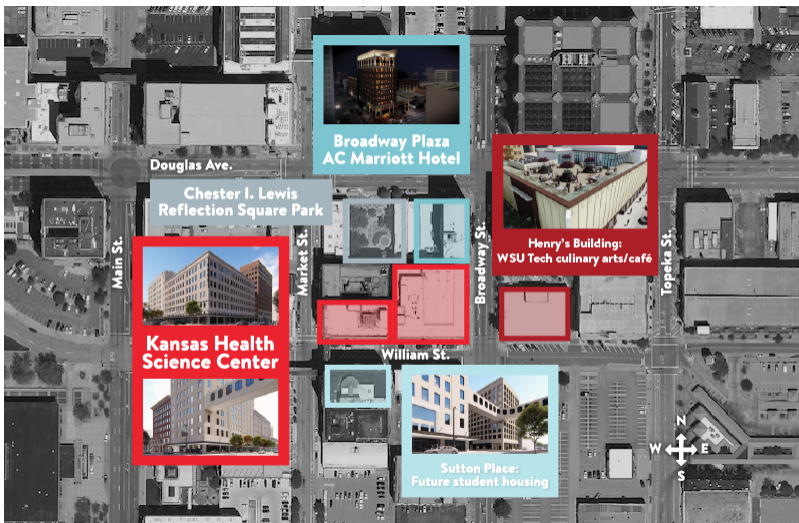 Broadway Plaza
AC Marriott Hotel
Douglas Ave.
Chester I. Lewis
Reflection Square Park
Henry's Building:
WSU Tech culinary arts/café
Main St.
Market St.
Broadway St.
Topeka St.
Kansas Health
Science Center
William St.
Sutton Place:
Future student housing
N
W E
S